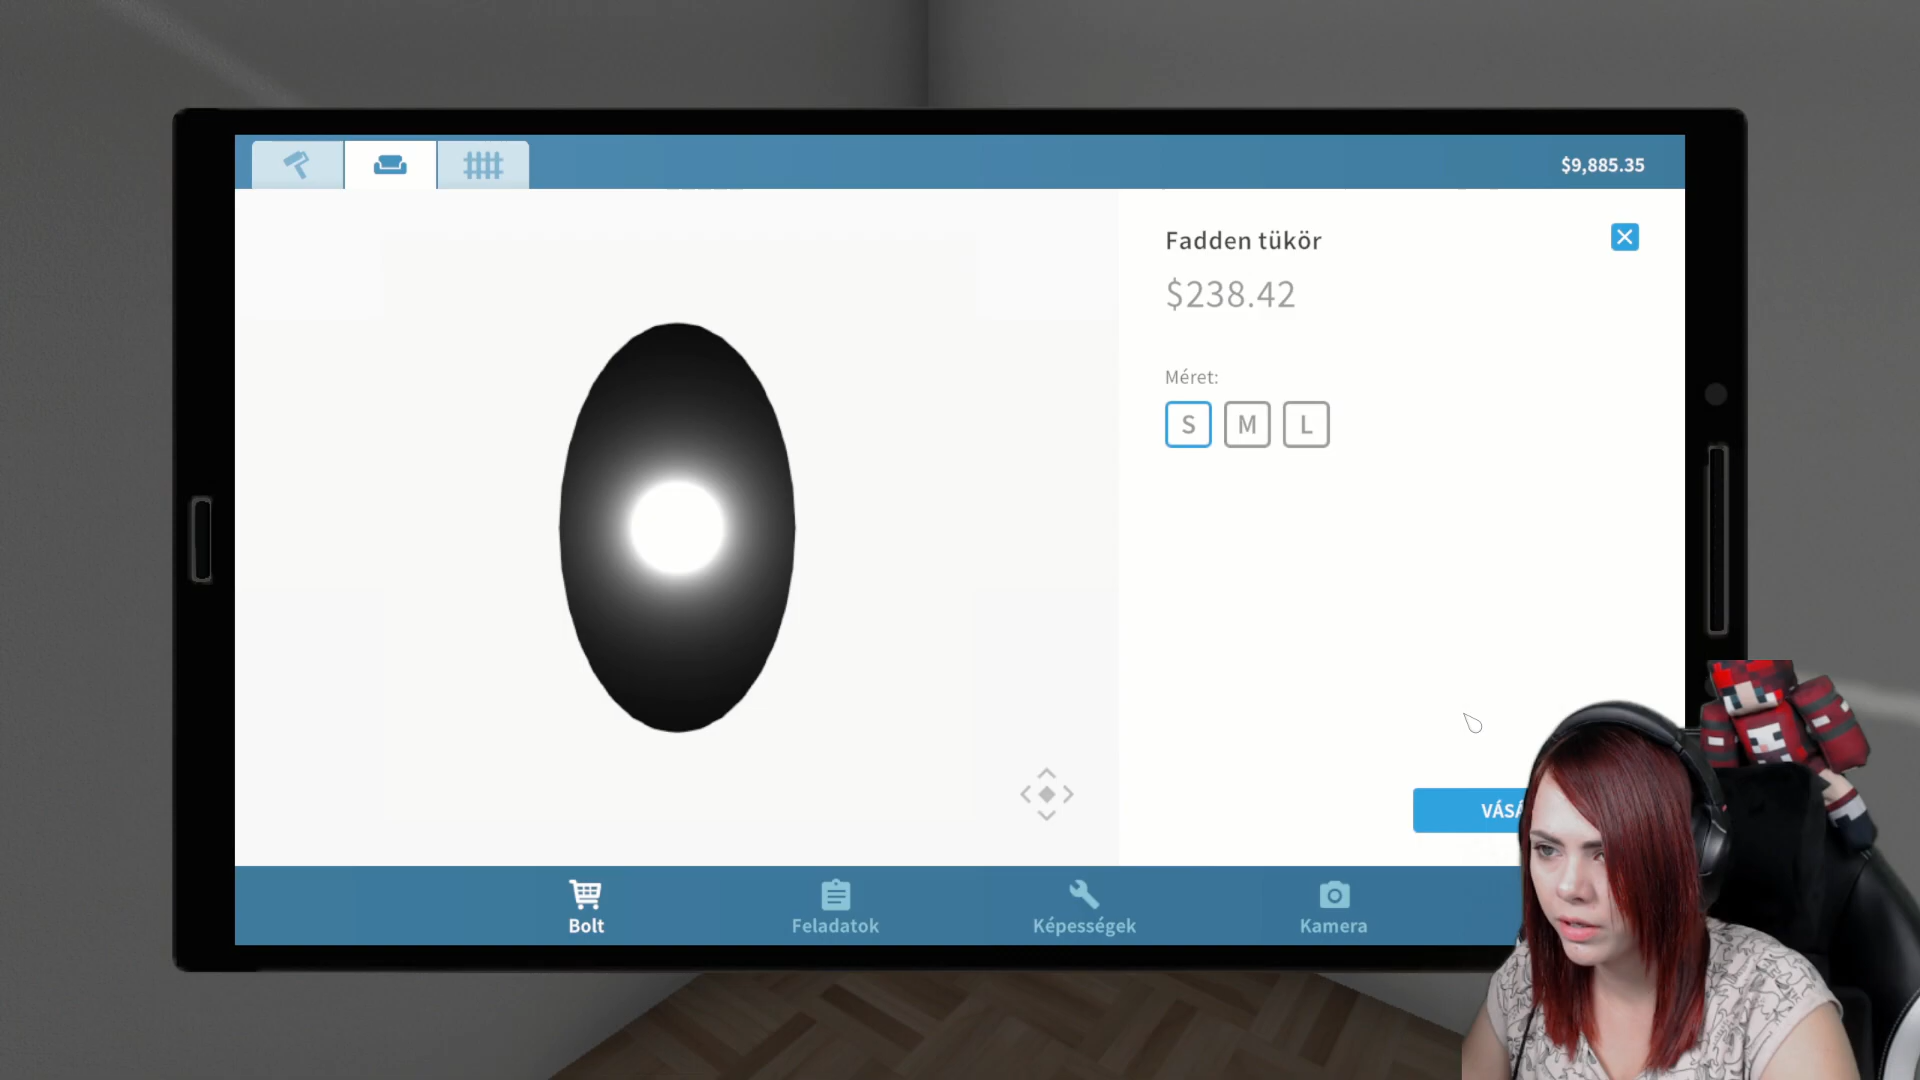 $9,885.35
Fadden tükör
$238.42
Méret:
S M L
Bolt
Feladatok
Képességek
Kamera